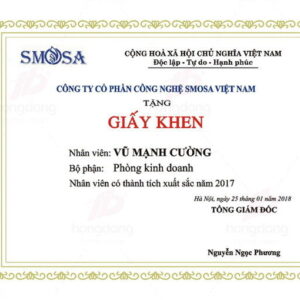 SMOSA
CỘNG HOÀ XÃ HỘI CHỦ NGHĨA VIỆT NAM
Độc lập - Tự do - Hạnh phúc
CÔNG TY CỔ PHẦN CÔNG NGHỆ SMOSA VIỆT NAM
TẶNG
GIẤY KHEN
Nhân viên: VŨ MẠNH CƯỜNG
Bộ phận: Phòng kinh doanh
Nhân viên có thành tích xuất sắc năm 2017
Hà Nội, ngày 25 tháng 01 năm 2018
TỔNG GIÁM ĐỐC
Nguyễn Ngọc Phương